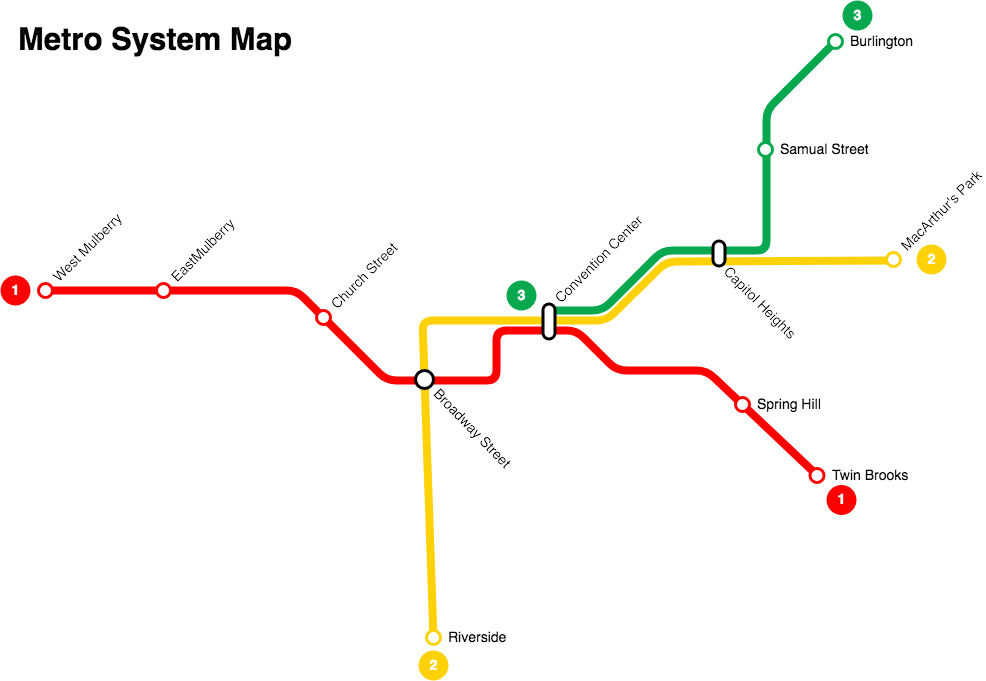 Metro System Map
3
Burlington
Samual Street
MacArthur's Park
2
Capitol Heights
Convention Center
3
West Mulberry
1
EastMulberry
Church Street
Broadway Street
Spring Hill
Twin Brooks
1
Riverside
2